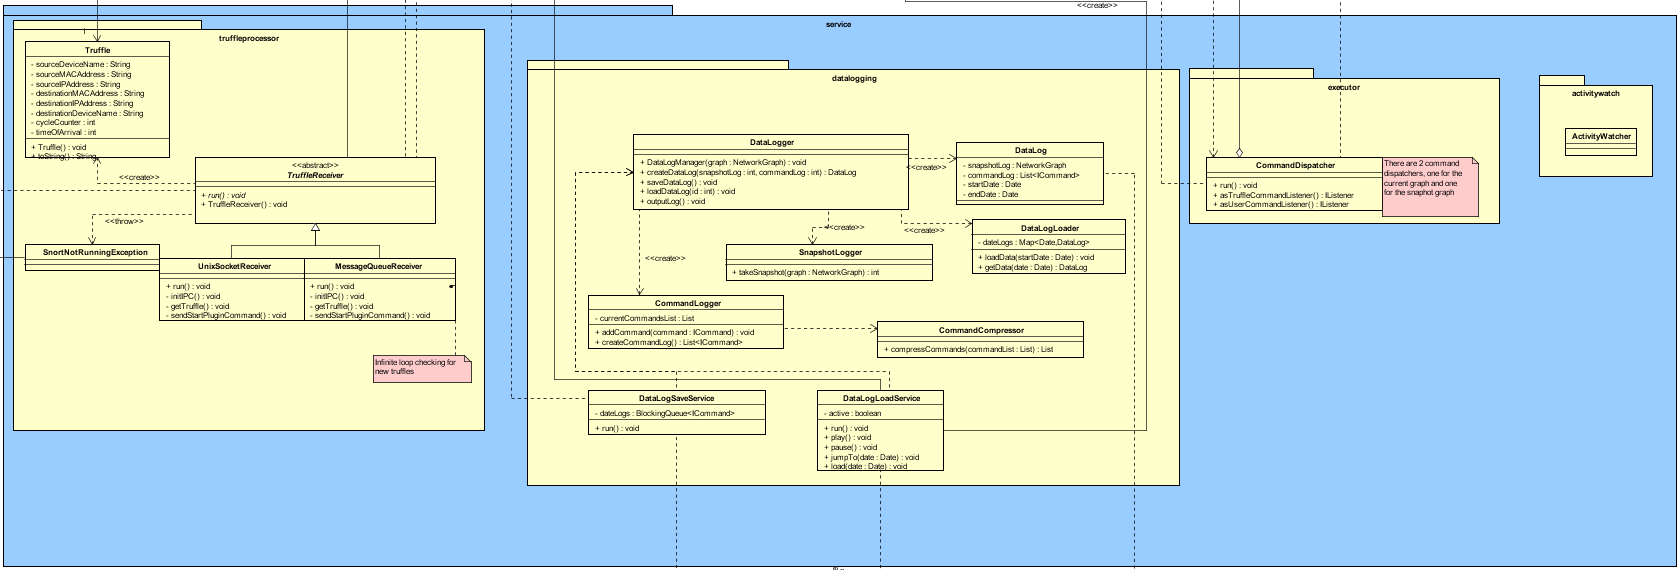 <<create>>
service
truffleprocessor
Truffle
- sourceDeviceName : String
- sourceMACAddress : String
- sourceIPAddress : String
- destinationMACAddress : String
- destinationIPAddress : String
- destinationDeviceName : String
- cycleCounter : int
- timeOfArrival : int
+ Truffle() : void
+ toString() : String
<<create>>
<<abstract>>
TruffleReceiver
+ run() : void
+ TruffleReceiver() : void
<<throw>>
SnortNotRunningException
UnixSocketReceiver
+ run() : void
- initIPC() : void
- getTruffle() : void
- sendStartPluginCommand() : void
MessageQueueReceiver
+ run() : void
- initIPC() : void
- getTruffle() : void
- sendStartPluginCommand() : void
Infinite loop checking for
new truffles
datalogging
DataLogger
+ DataLogManager(graph : NetworkGraph) : void
+ createDataLog(snapshotLog : int, commandLog : int) : DataLog
+ saveDataLog() : void
+ loadDataLog(id : int) : void
+ outputLog() : void
<<create>>
DataLog
- snapshotLog : NetworkGraph
- commandLog : List<ICommand>
- startDate : Date
- endDate : Date
<<create>>
<<create>>
DataLogLoader
- dateLogs : Map<Date,DataLog>
+ loadData(startDate : Date) : void
+ getData(date : Date) : DataLog
SnapshotLogger
+ takeSnapshot(graph : NetworkGraph) : int
<<create>>
CommandLogger
- currentCommandsList : List
+ addCommand(command : ICommand) : void
+ createCommandLog() : List<ICommand>
CommandCompressor
+ compressCommands(commandList : List) : List
DataLogSaveService
- dateLogs : BlockingQueue<ICommand>
+ run() : void
DataLogLoadService
- active : boolean
+ run() : void
+ play() : void
+ pause() : void
+ jumpTo(date : Date) : void
+ load(date : Date) : void
executor
CommandDispatcher
+ run() : void
+ asTruffleCommandListener() : IListener
+ asUserCommandListener() : IListener
There are 2 command
dispatchers, one for the
current graph and one
for the snaphot graph
activitywatch
ActivityWatcher